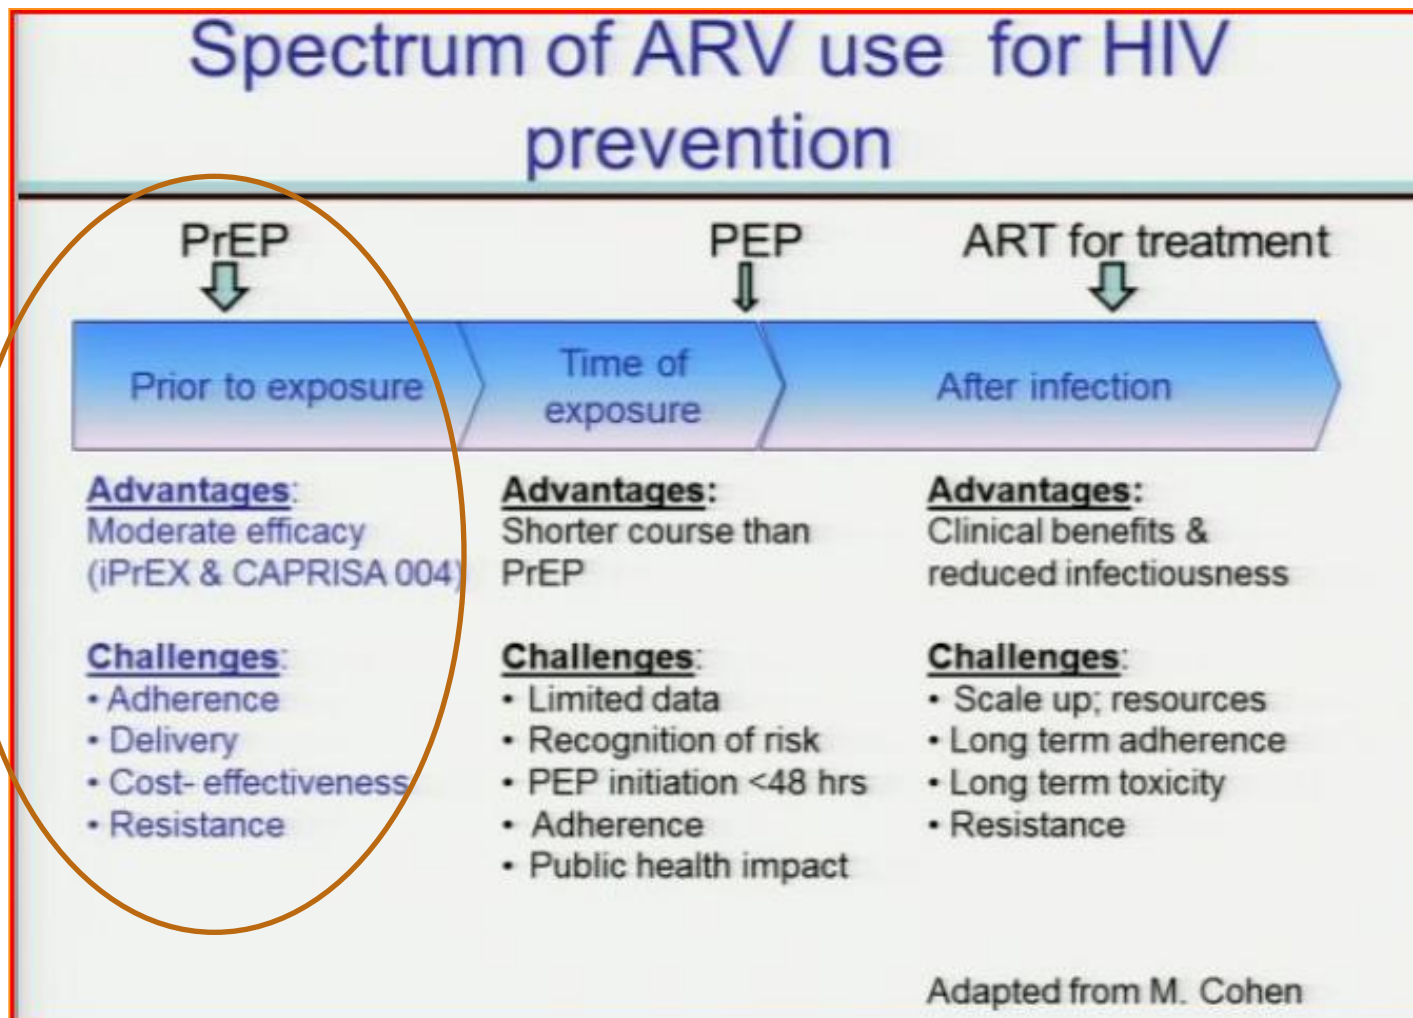 Spectrum of ARV use for HIV
prevention
PrEP
PEP
ART for treatment
Prior to exposure
Time of
exposure
After infection
Advantages:
Moderate efficacy
(iPrEX & CAPRISA 004)
Challenges:
• Adherence
• Delivery
• Cost- effectiveness
• Resistance
Advantages:
Shorter course than
PrEP
Challenges:
• Limited data
• Recognition of risk
• PEP initiation <48 hrs
• Adherence
• Public health impact
Advantages:
Clinical benefits &
reduced infectiousness
Challenges:
• Scale up; resources
• Long term adherence
• Long term toxicity
• Resistance
Adapted from M. Cohen